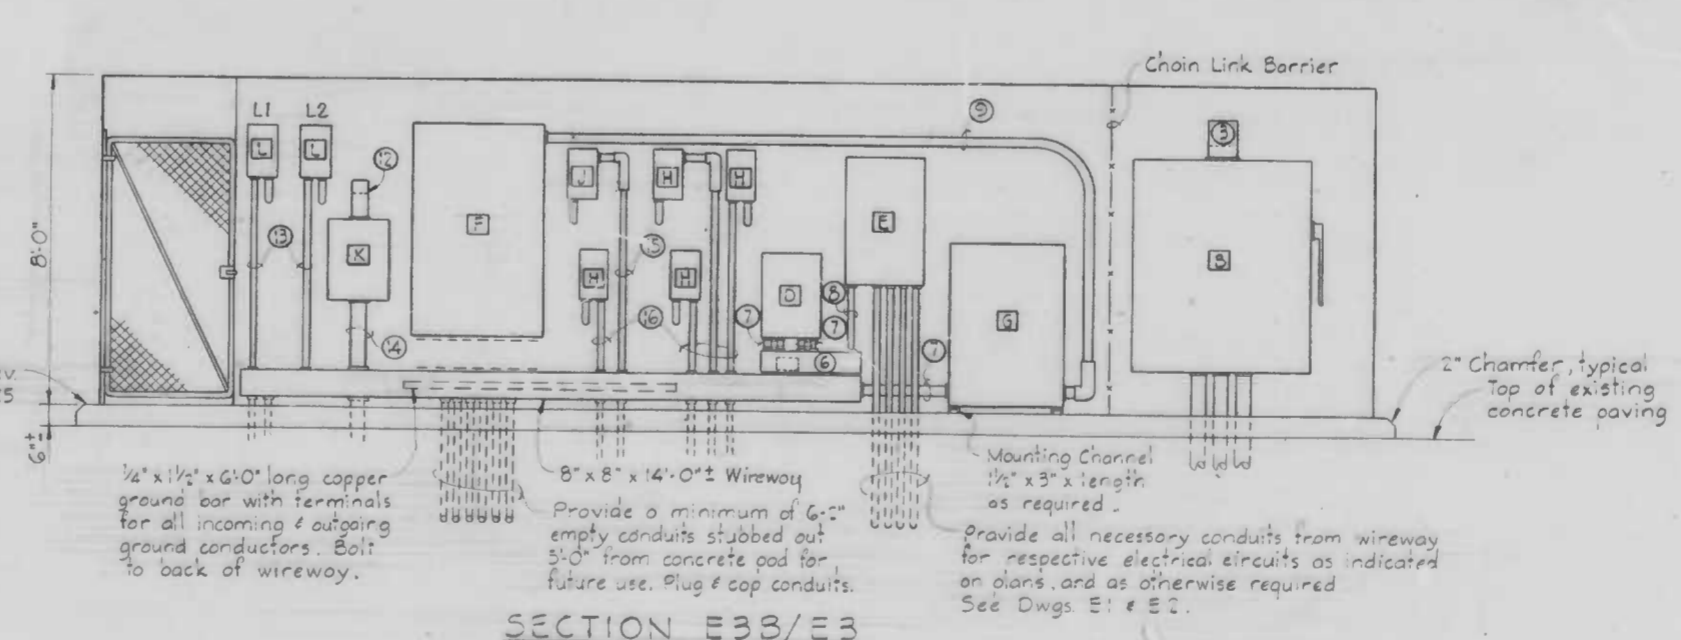 Chain Link Barrier
8'-0"
L1
L2
L
L
12
13
K
14
F
J
H
H
H
H
15
16
9
D
7
7
8
6
E
7
G
3
B
6"±
2" Chamfer, typical
Top of existing
concrete paving
1/4" x 1 1/2" x 6'-0" long copper
ground bar with terminals
for all incoming & outgoing
ground conductors. Bolt
to back of wireway.
8" x 8" x 14'-0"± Wireway
Provide a minimum of 6-2"
empty conduits stubbed out
5'-0" from concrete pad for
future use. Plug & cap conduits.
Mounting Channel
1 1/2" x 3" x length
as required.
Provide all necessary conduits from wireway
for respective electrical circuits as indicated
on plans, and as otherwise required
See Dwgs. E1 & E2.
SECTION E3B/E3